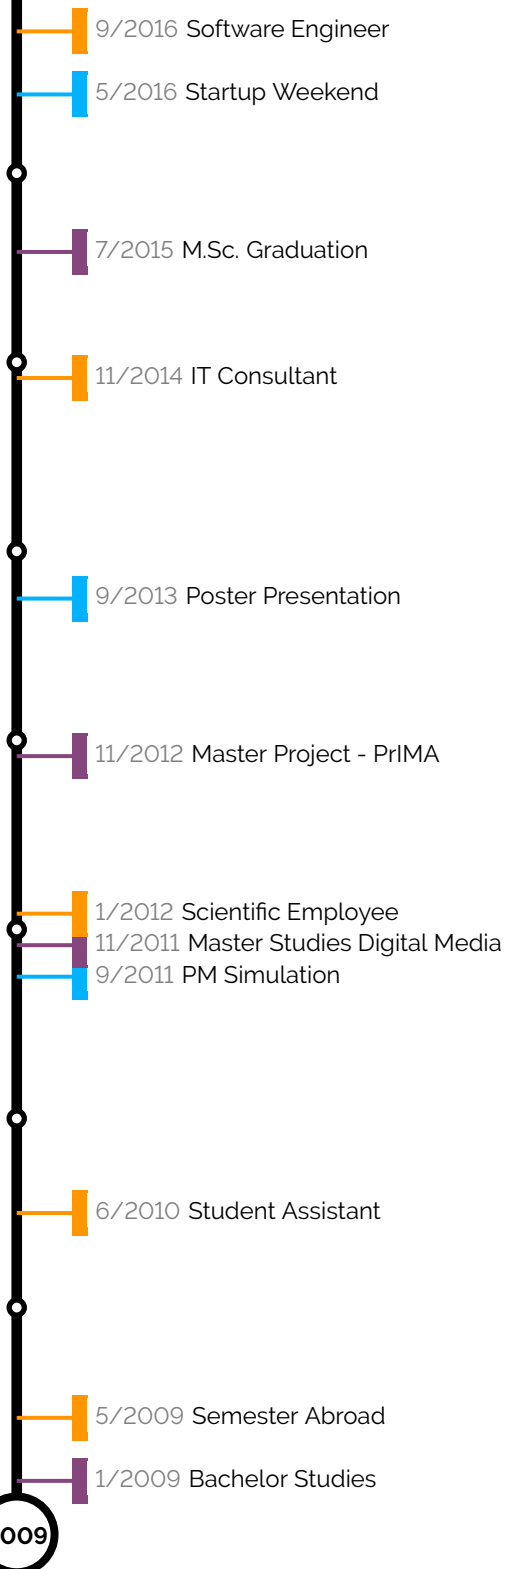 9/2016 Software Engineer
5/2016 Startup Weekend
7/2015 M.Sc. Graduation
11/2014 IT Consultant
9/2013 Poster Presentation
11/2012 Master Project - PrIMA
1/2012 Scientific Employee
11/2011 Master Studies Digital Media
9/2011 PM Simulation
6/2010 Student Assistant
5/2009 Semester Abroad
1/2009 Bachelor Studies
009